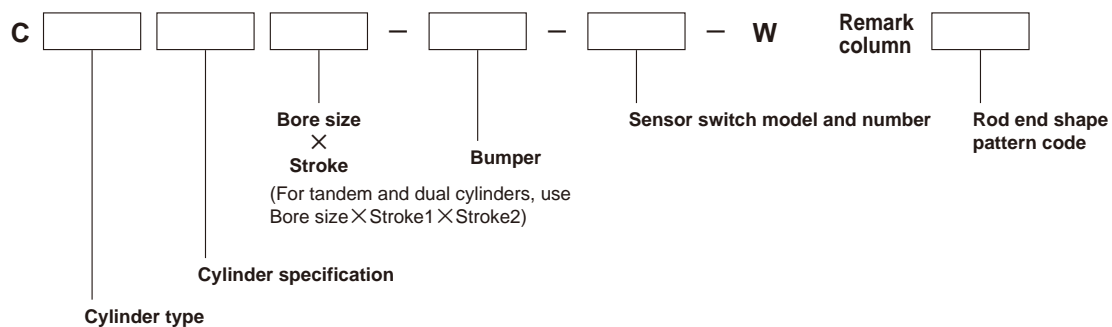 C – – – W Remark column
Bore size
×
Stroke
(For tandem and dual cylinders, use
Bore size×Stroke1×Stroke2)
Bumper
Sensor switch model and number
Rod end shape
pattern code
Cylinder specification
Cylinder type